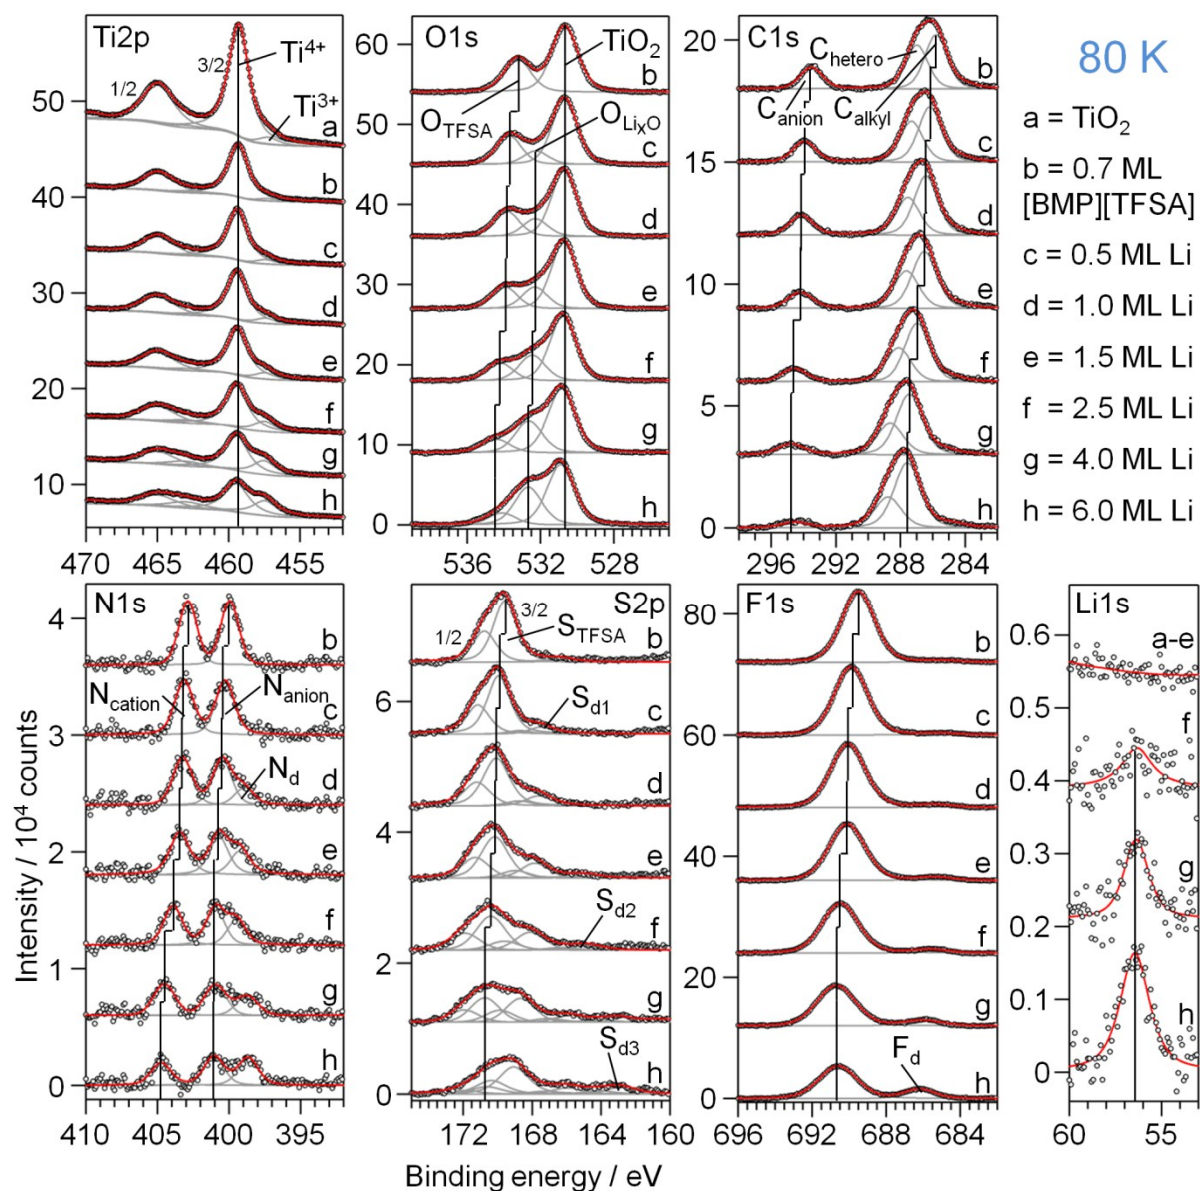 Ti2p
3/2
Ti4+
1/2
Ti3+
a
b
c
d
e
f
g
h
50
40
30
20
10
470 465 460 455
O1s
TiO2
b
OTFSA
OLixO
c
d
e
f
g
h
60
50
40
30
20
10
0
536 532 528
C1s
Chetero
b
Canion
Calkyl
c
d
e
f
g
h
20
15
10
5
0
296 292 288 284
80 K
a = TiO2
b = 0.7 ML
[BMP][TFSA]
c = 0.5 ML Li
d = 1.0 ML Li
e = 1.5 ML Li
f = 2.5 ML Li
g = 4.0 ML Li
h = 6.0 ML Li
Intensity / 10^4 counts
N1s
b
Ncation
Nanion
c
Nd
d
e
f
g
h
4
3
2
1
0
410 405 400 395
S2p
3/2
1/2
STFSA
b
Sd1
c
d
e
Sd2
f
g
Sd3
h
6
4
2
0
172 168 164 160
F1s
b
c
d
e
f
g
Fd
h
80
60
40
20
0
696 692 688 684
Li1s
a-e
f
g
h
0.6
0.5
0.4
0.3
0.2
0.1
0
60 55
Binding energy / eV